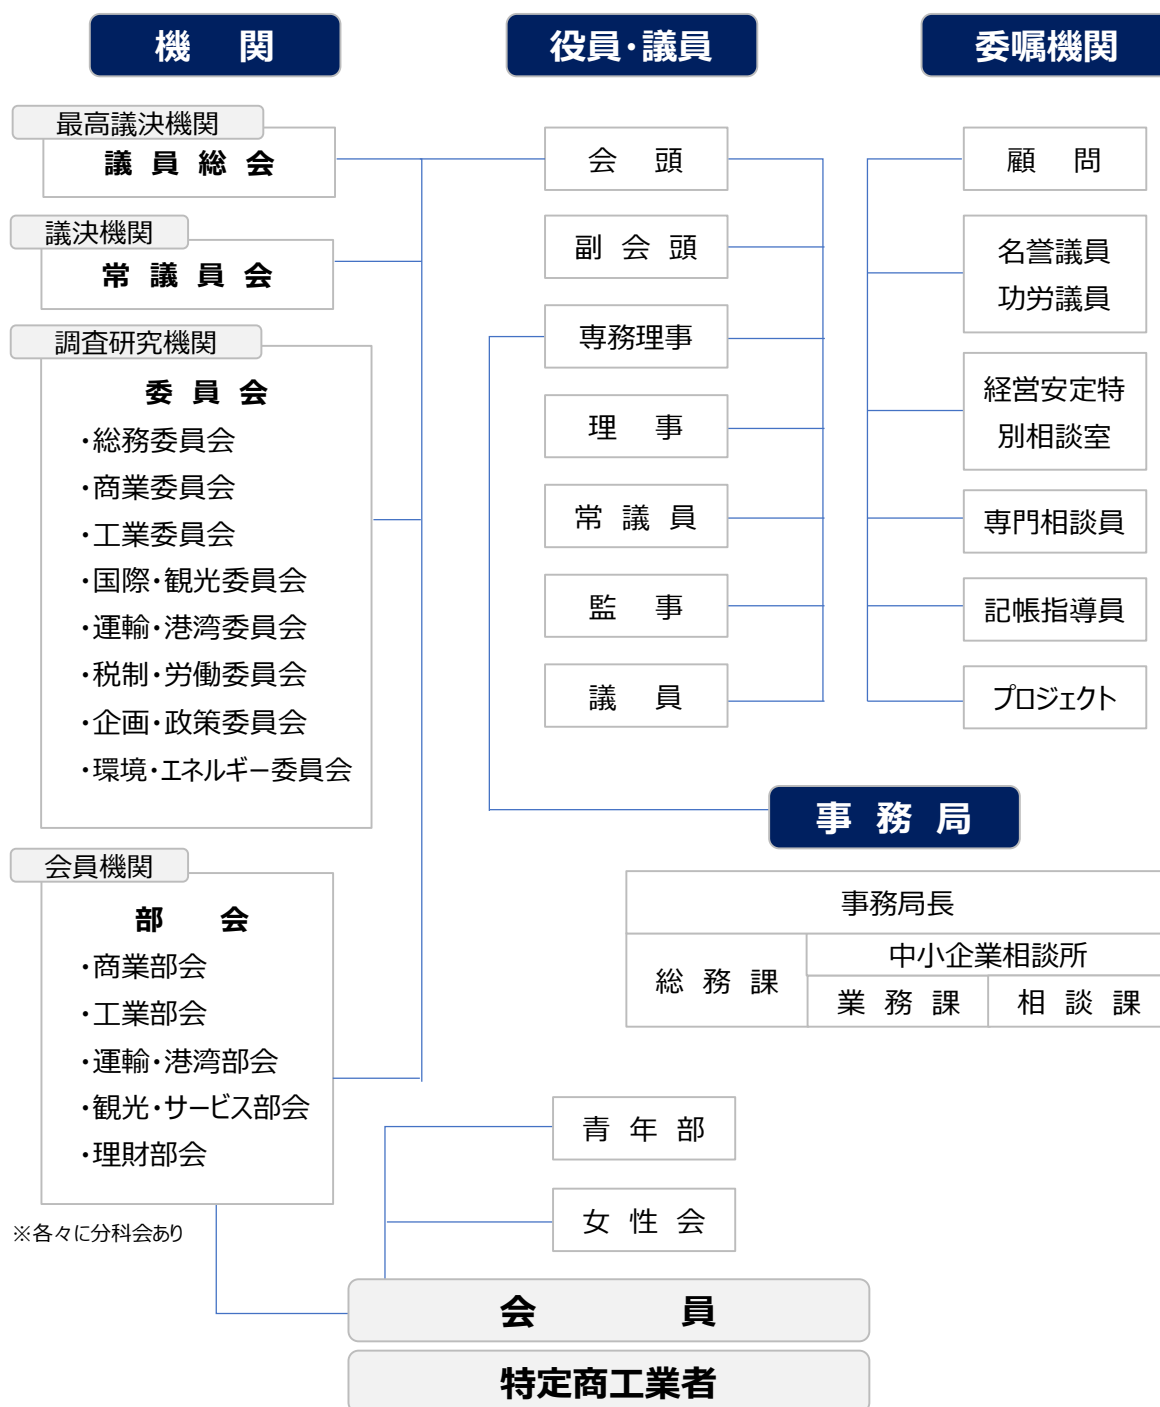 機 関
最高議決機関
議 員 総 会
議決機関
常 議 員 会
調査研究機関
委 員 会
・総務委員会
・商業委員会
・工業委員会
・国際・観光委員会
・運輸・港湾委員会
・税制・労働委員会
・企画・政策委員会
・環境・エネルギー委員会
会員機関
部 会
・商業部会
・工業部会
・運輸・港湾部会
・観光・サービス部会
・理財部会
※各々に分科会あり
役員・議員
会 頭
副 会 頭
専務理事
理 事
常 議 員
監 事
議 員
委嘱機関
顧 問
名誉議員
功労議員
経営安定特
別相談室
専門相談員
記帳指導員
プロジェクト
事 務 局
事務局長
総 務 課
中小企業相談所
業 務 課
相 談 課
青 年 部
女 性 会
会 員
特定商工業者